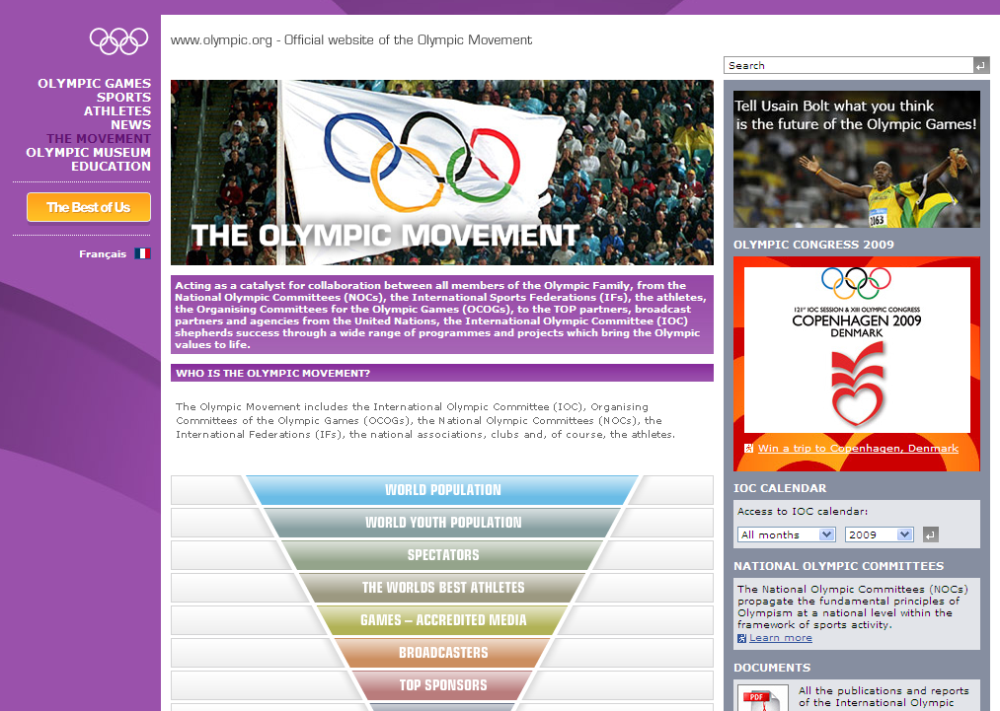 www.olympic.org - Official website of the Olympic Movement
OLYMPIC GAMES
SPORTS
ATHLETES
NEWS
THE MOVEMENT
OLYMPIC MUSEUM
EDUCATION
The Best of Us
Français
THE OLYMPIC MOVEMENT
Acting as a catalyst for collaboration between all members of the Olympic Family, from the
National Olympic Committees (NOCs), the International Sports Federations (IFs), the athletes,
the Organising Committees for the Olympic Games (OCOGs), to the TOP partners, broadcast
partners and agencies from the United Nations, the International Olympic Committee (IOC)
shepherds success through a wide range of programmes and projects which bring the Olympic
values to life.
WHO IS THE OLYMPIC MOVEMENT?
The Olympic Movement includes the International Olympic Committee (IOC), Organising
Committees of the Olympic Games (OCOGs), the National Olympic Committees (NOCs), the
International Federations (IFs), the national associations, clubs and, of course, the athletes.
WORLD POPULATION
WORLD YOUTH POPULATION
SPECTATORS
THE WORLDS BEST ATHLETES
GAMES – ACCREDITED MEDIA
BROADCASTERS
TOP SPONSORS
Search
Tell Usain Bolt what you think
is the future of the Olympic Games!
2163
OLYMPIC CONGRESS 2009
121st IOC SESSION & XIII OLYMPIC CONGRESS
COPENHAGEN 2009
DENMARK
Win a trip to Copenhagen, Denmark
IOC CALENDAR
Access to IOC calendar:
All months
2009
NATIONAL OLYMPIC COMMITTEES
The National Olympic Committees (NOCs)
propagate the fundamental principles of
Olympism at a national level within the
framework of sports activity.
Learn more
DOCUMENTS
PDF
All the publications and reports
of the International Olympic